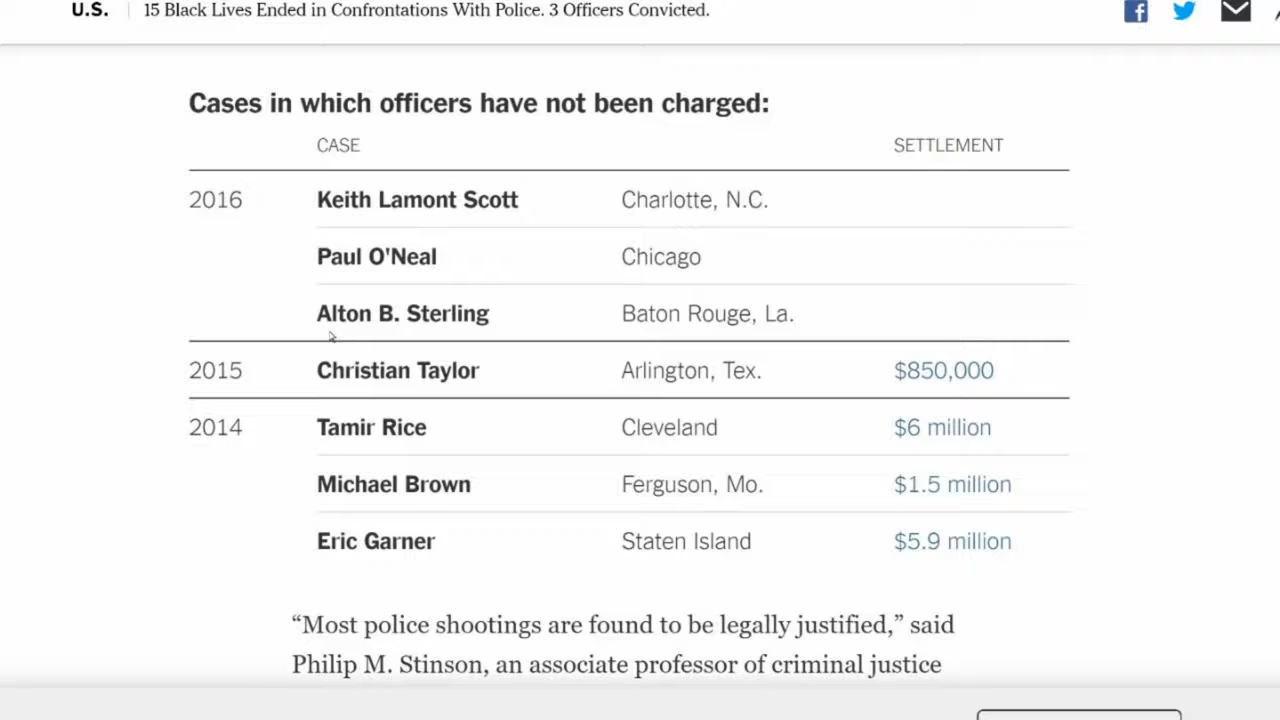 U.S. 15 Black Lives Ended in Confrontations With Police. 3 Officers Convicted.
Cases in which officers have not been charged:
CASE SETTLEMENT
2016 Keith Lamont Scott Charlotte, N.C.
Paul O'Neal Chicago
Alton B. Sterling Baton Rouge, La.
2015 Christian Taylor Arlington, Tex. $850,000
2014 Tamir Rice Cleveland $6 million
Michael Brown Ferguson, Mo. $1.5 million
Eric Garner Staten Island $5.9 million
“Most police shootings are found to be legally justified,” said
Philip M. Stinson, an associate professor of criminal justice